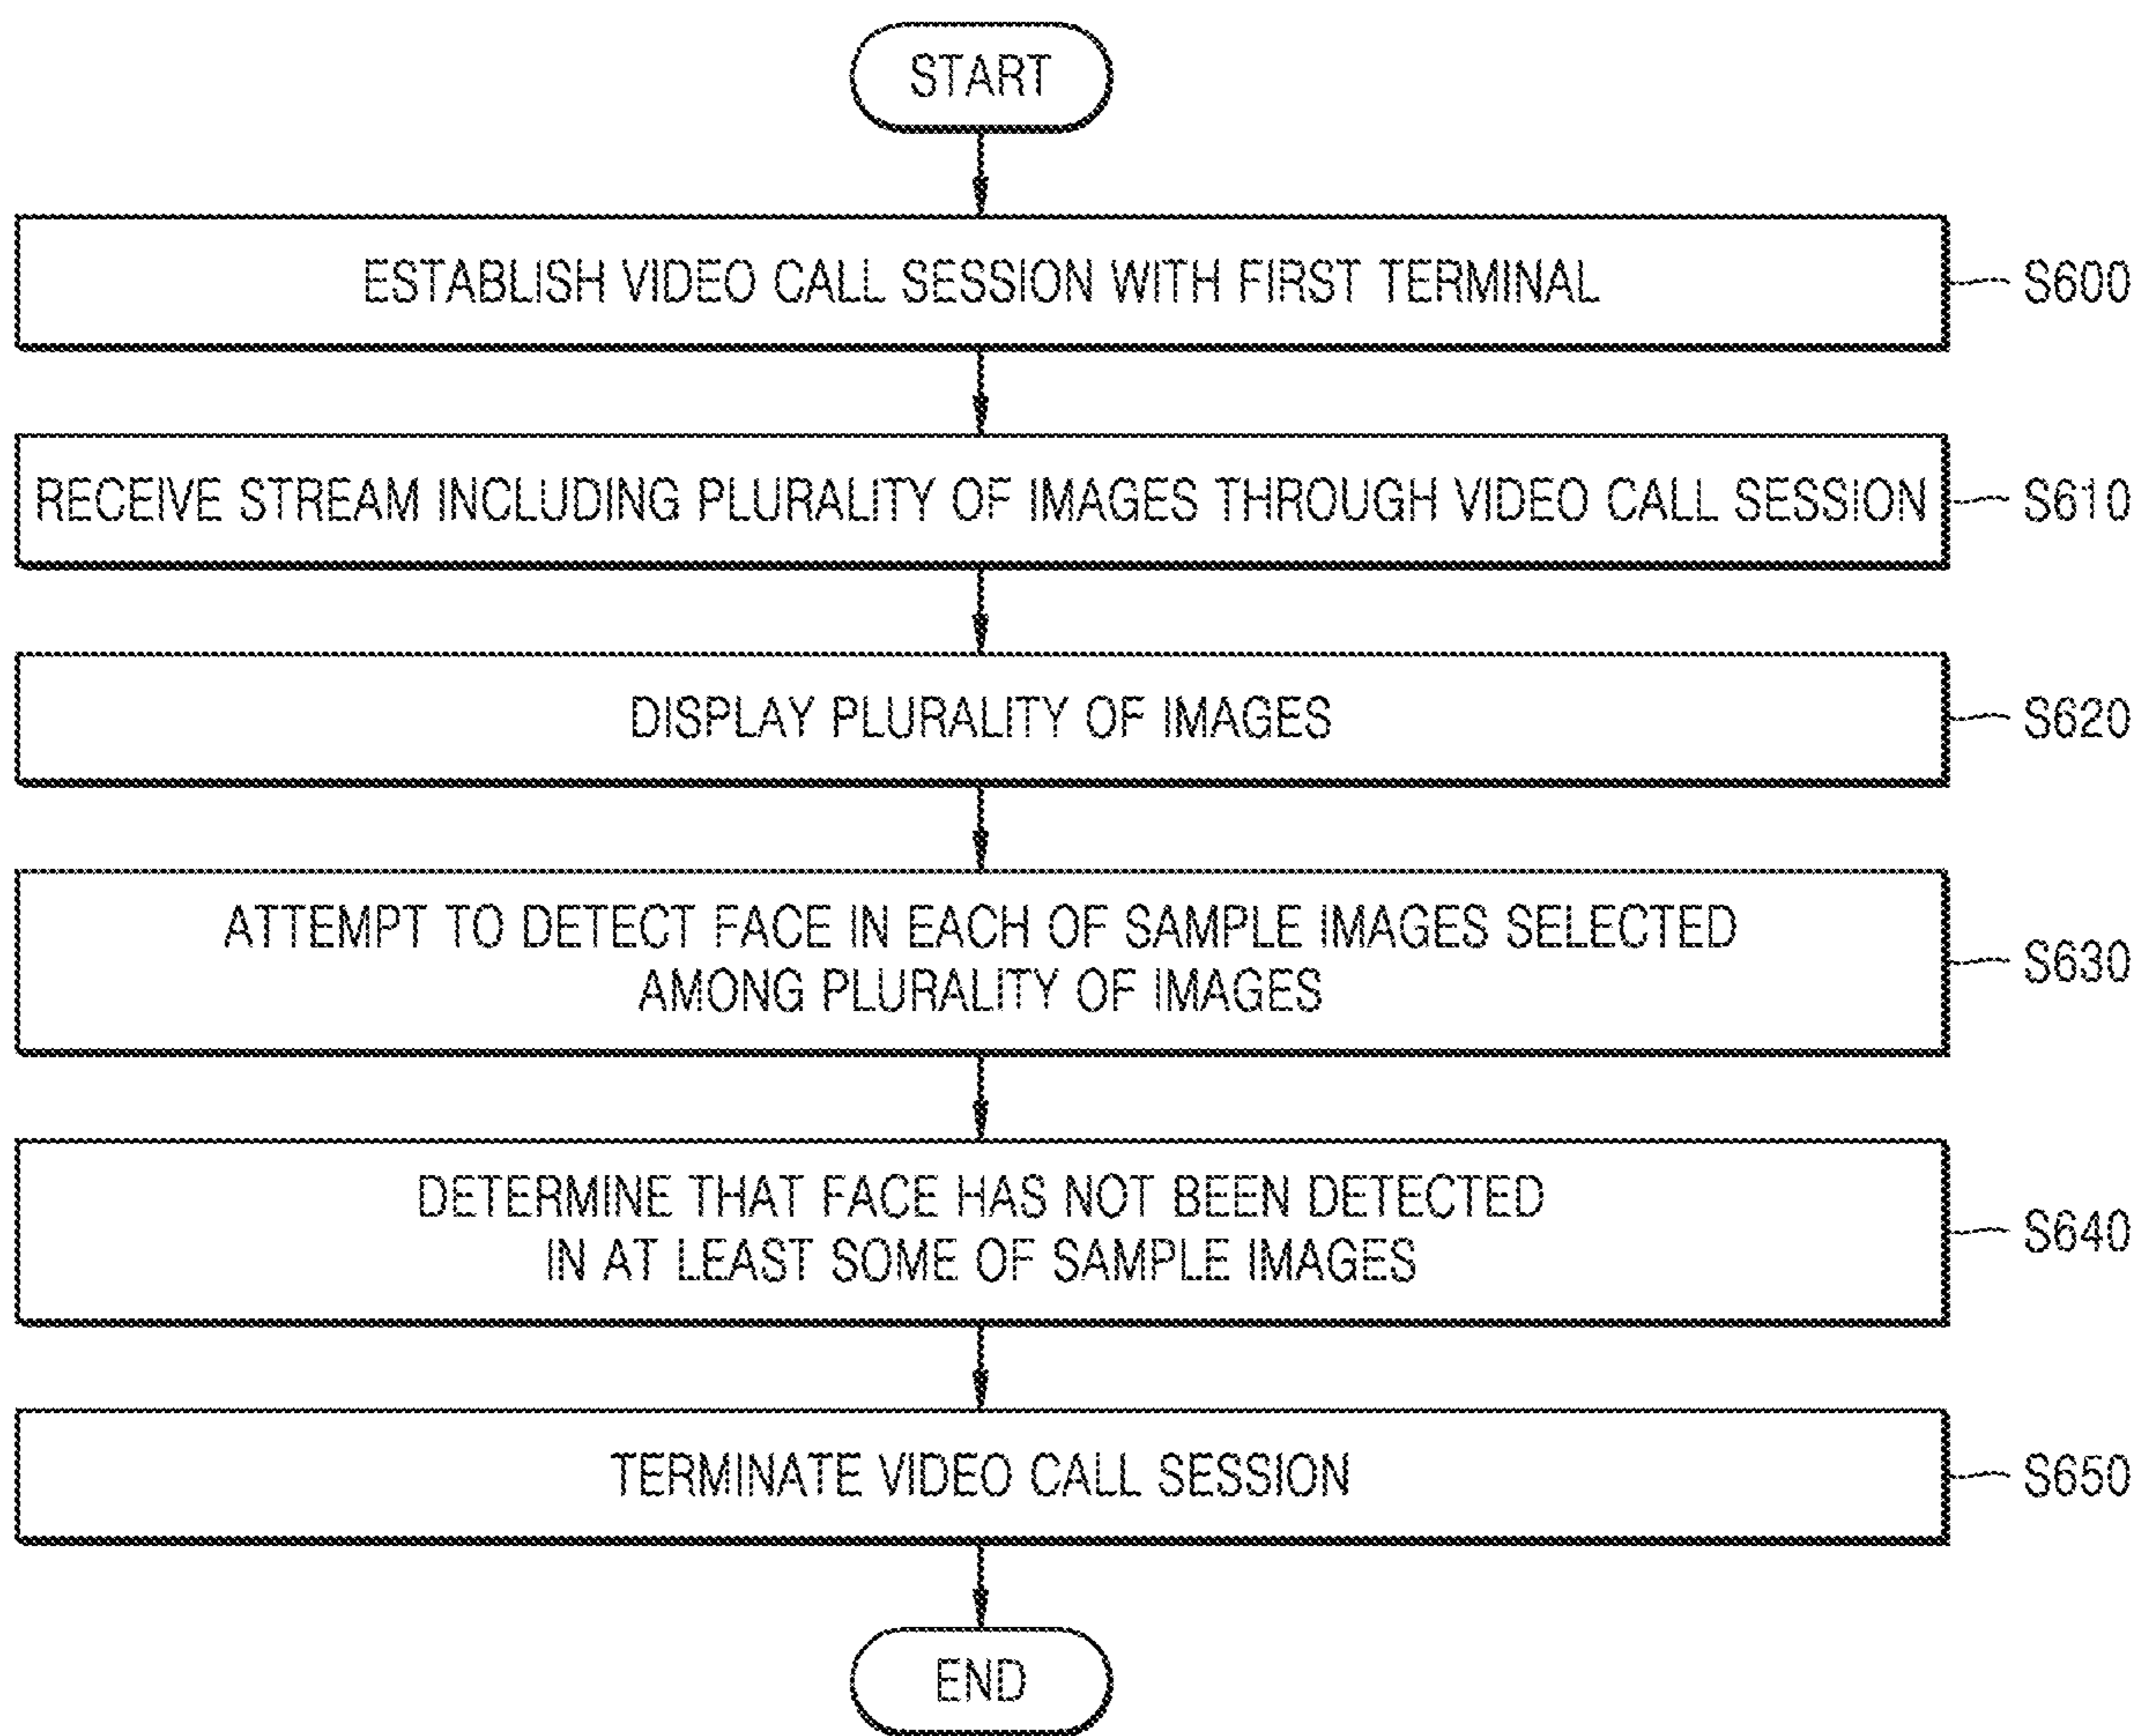 START
ESTABLISH VIDEO CALL SESSION WITH FIRST TERMINAL
S600
RECEIVE STREAM INCLUDING PLURALITY OF IMAGES THROUGH VIDEO CALL SESSION
S610
DISPLAY PLURALITY OF IMAGES
S620
ATTEMPT TO DETECT FACE IN EACH OF SAMPLE IMAGES SELECTED
AMONG PLURALITY OF IMAGES
S630
DETERMINE THAT FACE HAS NOT BEEN DETECTED
IN AT LEAST SOME OF SAMPLE IMAGES
S640
TERMINATE VIDEO CALL SESSION
S650
END